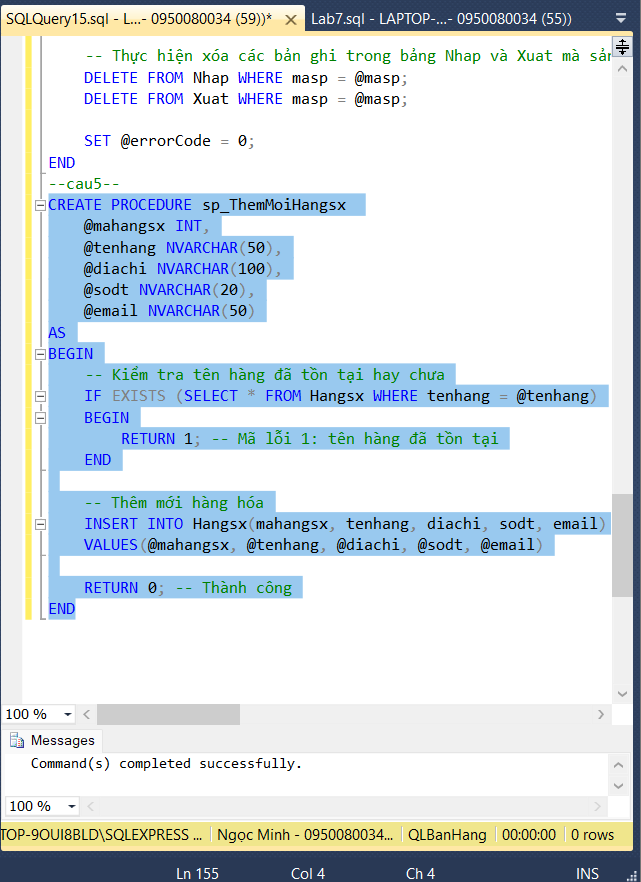 SQLQuery15.sql - L...- 0950080034 (59))* Lab7.sql - LAPTOP-...- 0950080034 (55))
-- Thực hiện xóa các bản ghi trong bảng Nhap và Xuat mà sản
DELETE FROM Nhap WHERE masp = @masp;
DELETE FROM Xuat WHERE masp = @masp;
SET @errorCode = 0;
END
--cau5--
CREATE PROCEDURE sp_ThemMoiHangsx
@mahangsx INT,
@tenhang NVARCHAR(50),
@diachi NVARCHAR(100),
@sodt NVARCHAR(20),
@email NVARCHAR(50)
AS
BEGIN
-- Kiểm tra tên hàng đã tồn tại hay chưa
IF EXISTS (SELECT * FROM Hangsx WHERE tenhang = @tenhang)
BEGIN
RETURN 1; -- Mã lỗi 1: tên hàng đã tồn tại
END
-- Thêm mới hàng hóa
INSERT INTO Hangsx(mahangsx, tenhang, diachi, sodt, email)
VALUES(@mahangsx, @tenhang, @diachi, @sodt, @email)
RETURN 0; -- Thành công
END
100 %
Messages
Command(s) completed successfully.
100 %
TOP-9OUI8BLD\SQLEXPRESS ... Ngọc Minh - 0950080034... QLBanHang 00:00:00 0 rows
Ln 155 Col 4 Ch 4 INS